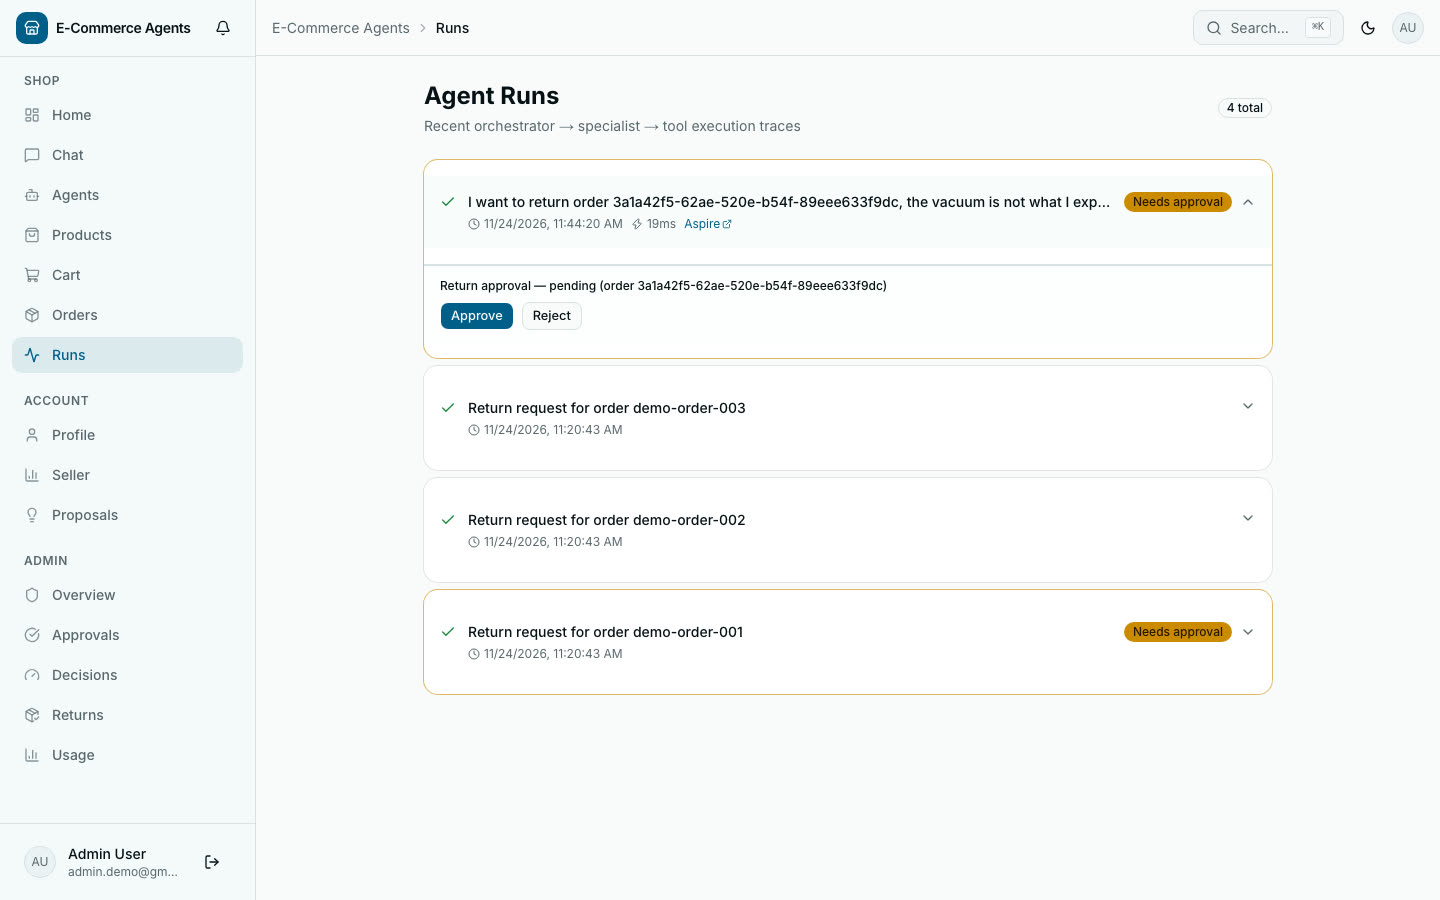 E-Commerce Agents
E-Commerce Agents
Runs
Search...
⌘K
AU
SHOP
Home
Chat
Agents
Products
Cart
Orders
Runs
ACCOUNT
Profile
Seller
Proposals
ADMIN
Overview
Approvals
Decisions
Returns
Usage
AU
Admin User
admin.demo@gm...
Agent Runs
4 total
Recent orchestrator → specialist → tool execution traces
I want to return order 3a1a42f5-62ae-520e-b54f-89eee633f9dc, the vacuum is not what I exp...
Needs approval
11/24/2026, 11:44:20 AM 19ms Aspire
Return approval — pending (order 3a1a42f5-62ae-520e-b54f-89eee633f9dc)
Approve Reject
Return request for order demo-order-003
11/24/2026, 11:20:43 AM
Return request for order demo-order-002
11/24/2026, 11:20:43 AM
Return request for order demo-order-001
Needs approval
11/24/2026, 11:20:43 AM